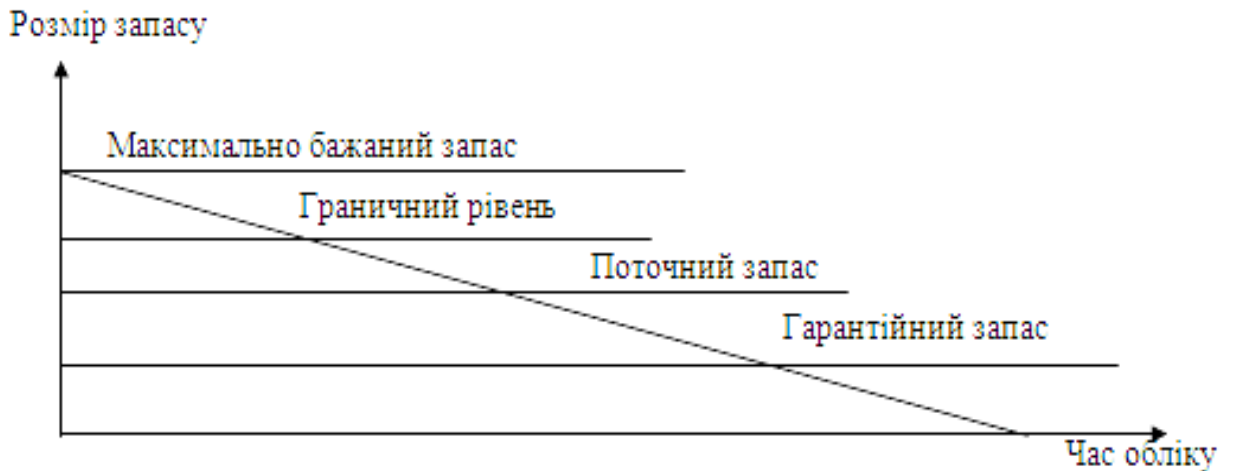 Розмір запасу
Максимально бажаний запас
Граничний рівень
Поточний запас
Гарантійний запас
Час обліку